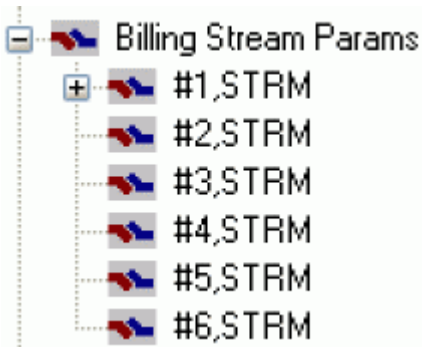 Billing Stream Params
#1,STRM
#2,STRM
#3,STRM
#4,STRM
#5,STRM
#6,STRM